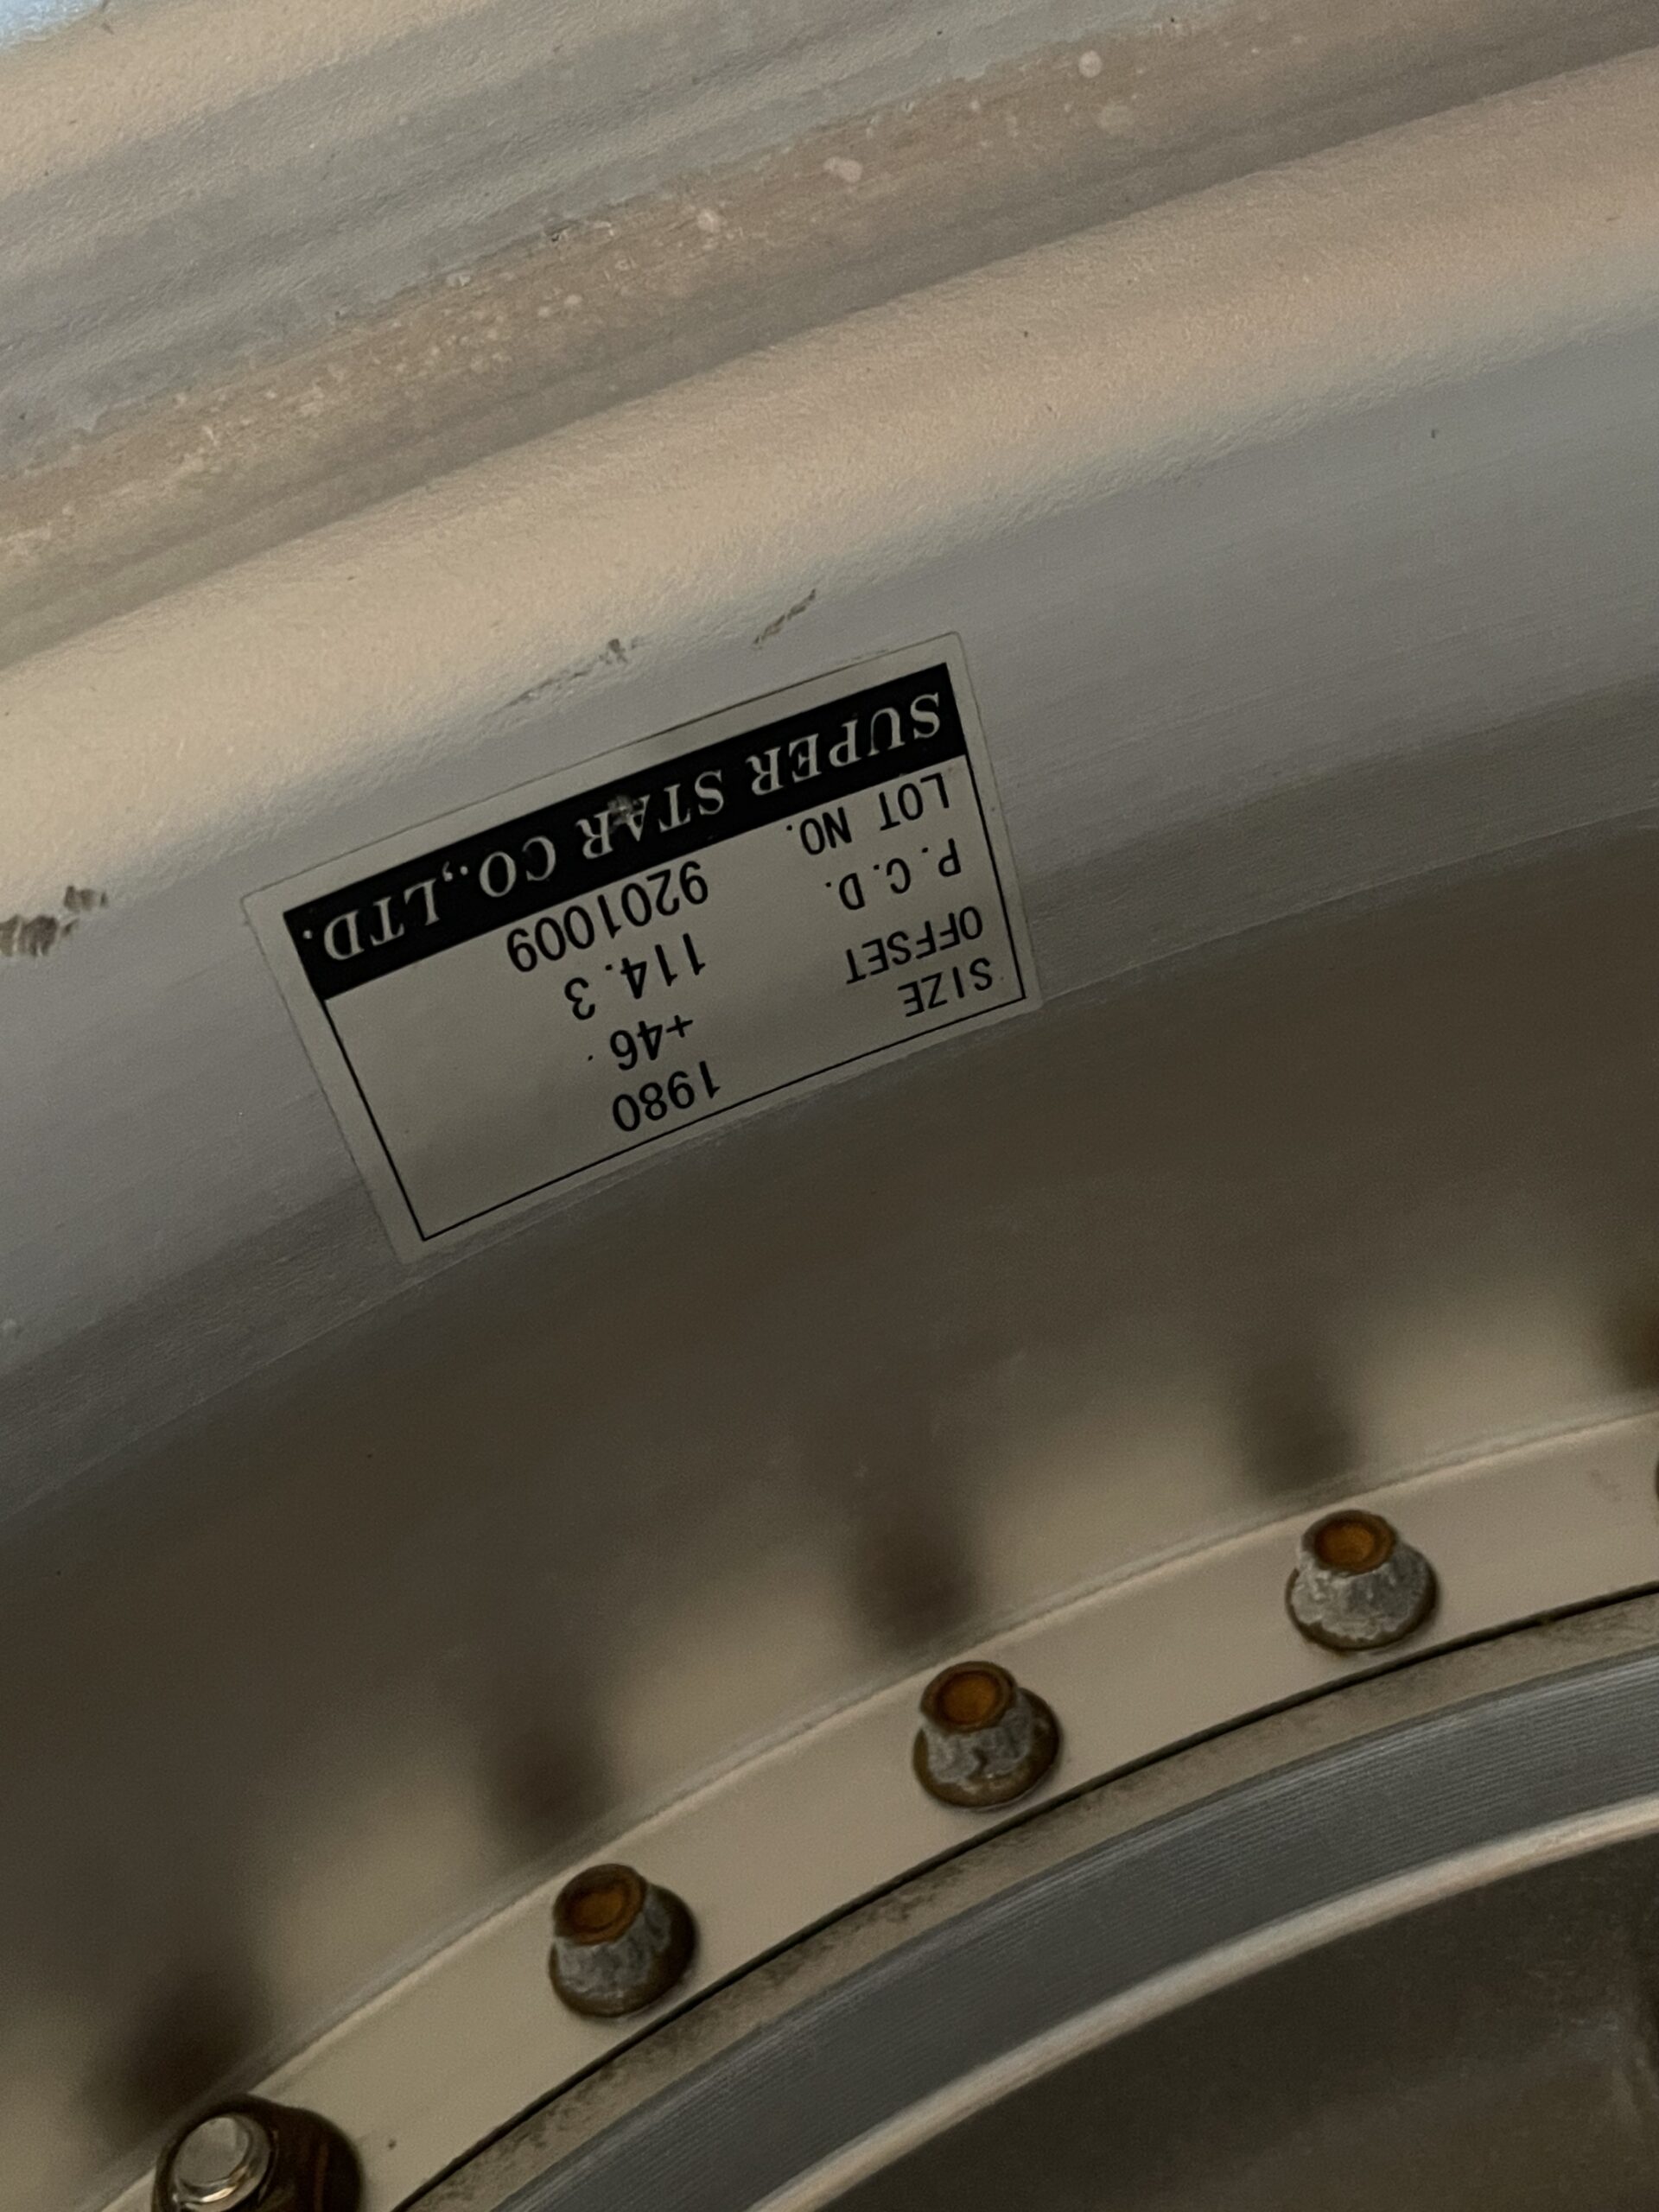 SUPER STAR CO.,LTD.
LOT NO. 9201009
P.C.D. 114.3
OFFSET +46
SIZE 1980